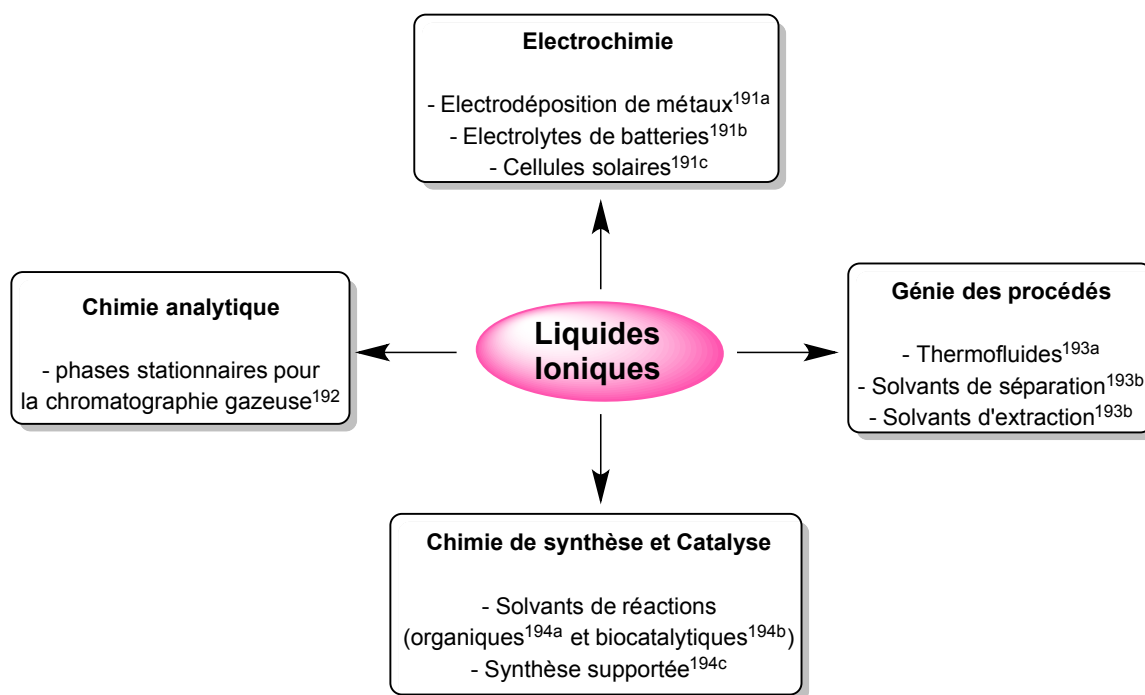 Electrochimie
- Electrodéposition de métaux191a
- Electrolytes de batteries191b
- Cellules solaires191c
Chimie analytique
- phases stationnaires pour
la chromatographie gazeuse192
Liquides
Ioniques
Génie des procédés
- Thermofluides193a
- Solvants de séparation193b
- Solvants d'extraction193b
Chimie de synthèse et Catalyse
- Solvants de réactions
(organiques194a et biocatalytiques194b)
- Synthèse supportée194c